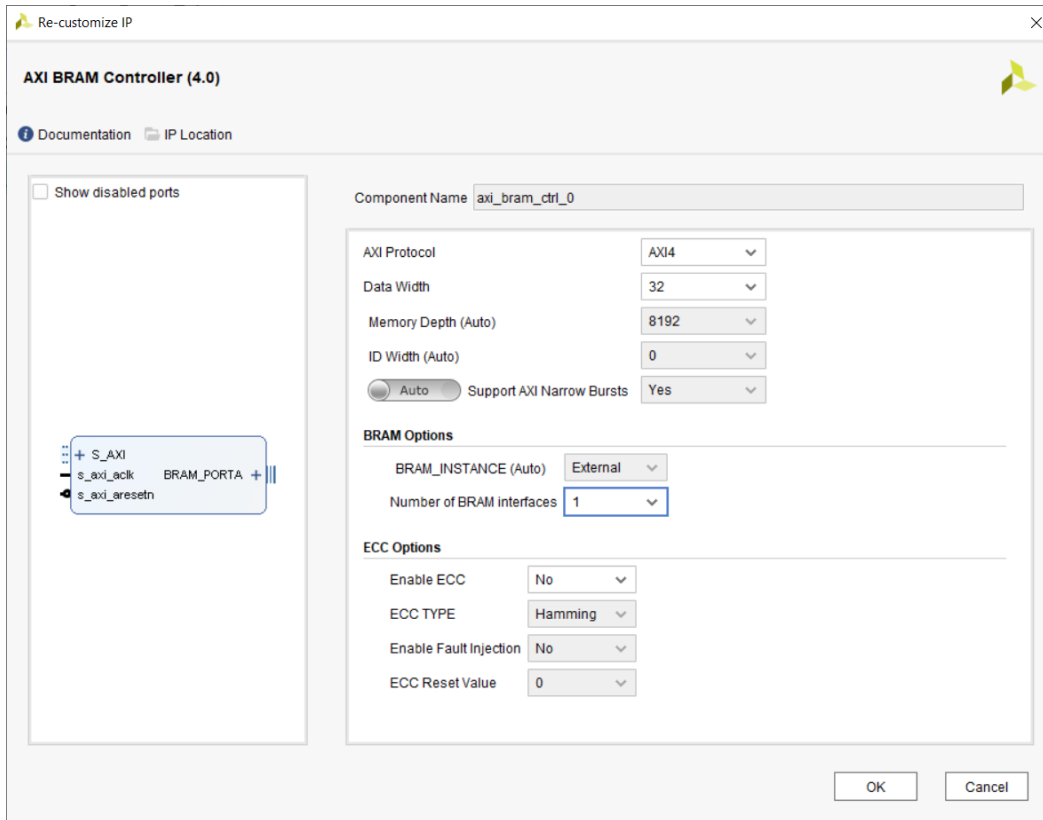 Re-customize IP
AXI BRAM Controller (4.0)
Documentation IP Location
Show disabled ports
S_AXI
s_axi_aclk BRAM_PORTA
s_axi_aresetn
Component Name axi_bram_ctrl_0
AXI Protocol AXI4
Data Width 32
Memory Depth (Auto) 8192
ID Width (Auto) 0
Auto Support AXI Narrow Bursts Yes
BRAM Options
BRAM_INSTANCE (Auto) External
Number of BRAM interfaces 1
ECC Options
Enable ECC No
ECC TYPE Hamming
Enable Fault Injection No
ECC Reset Value 0
OK Cancel